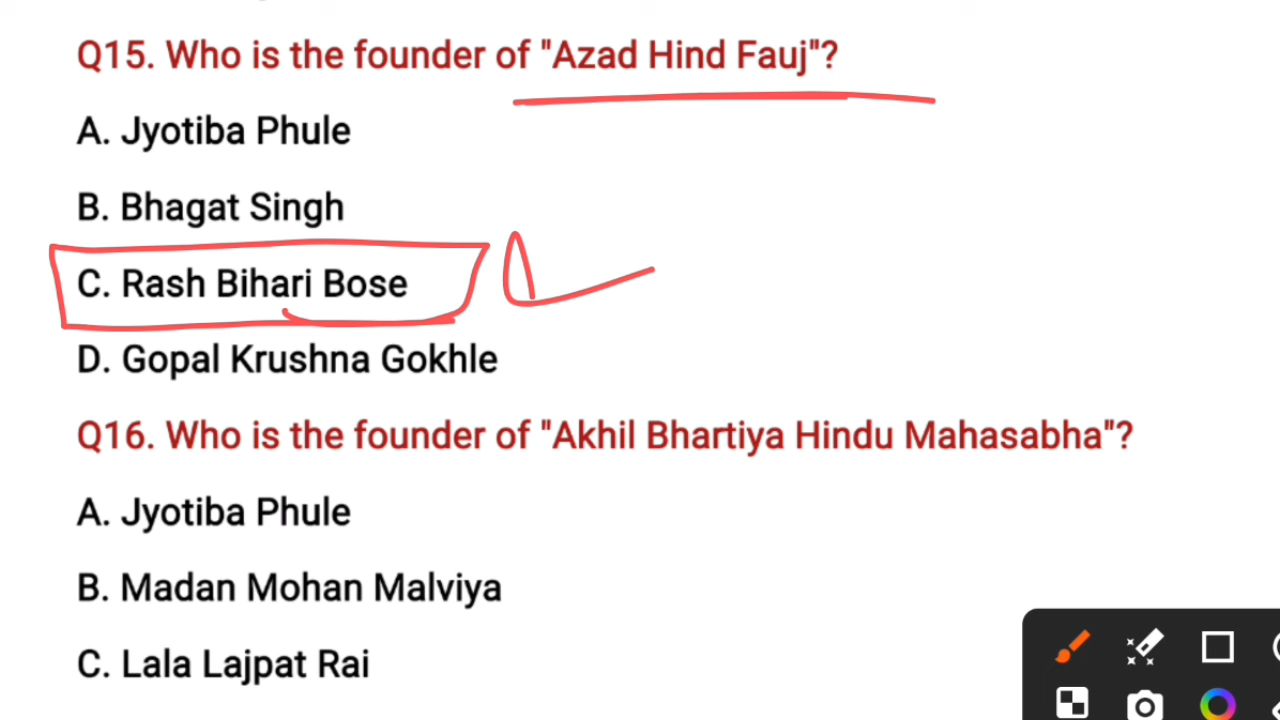 Q15. Who is the founder of "Azad Hind Fauj"?
A. Jyotiba Phule
B. Bhagat Singh
C. Rash Bihari Bose
D. Gopal Krushna Gokhle
Q16. Who is the founder of "Akhil Bhartiya Hindu Mahasabha"?
A. Jyotiba Phule
B. Madan Mohan Malviya
C. Lala Lajpat Rai